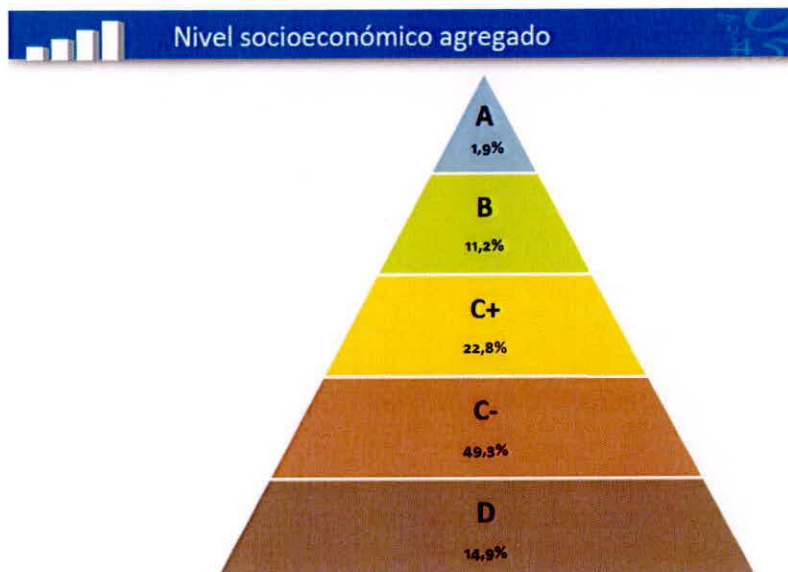 Nivel socioeconómico agregado
A
1,9%
B
11,2%
C+
22,8%
C-
49,3%
D
14,9%